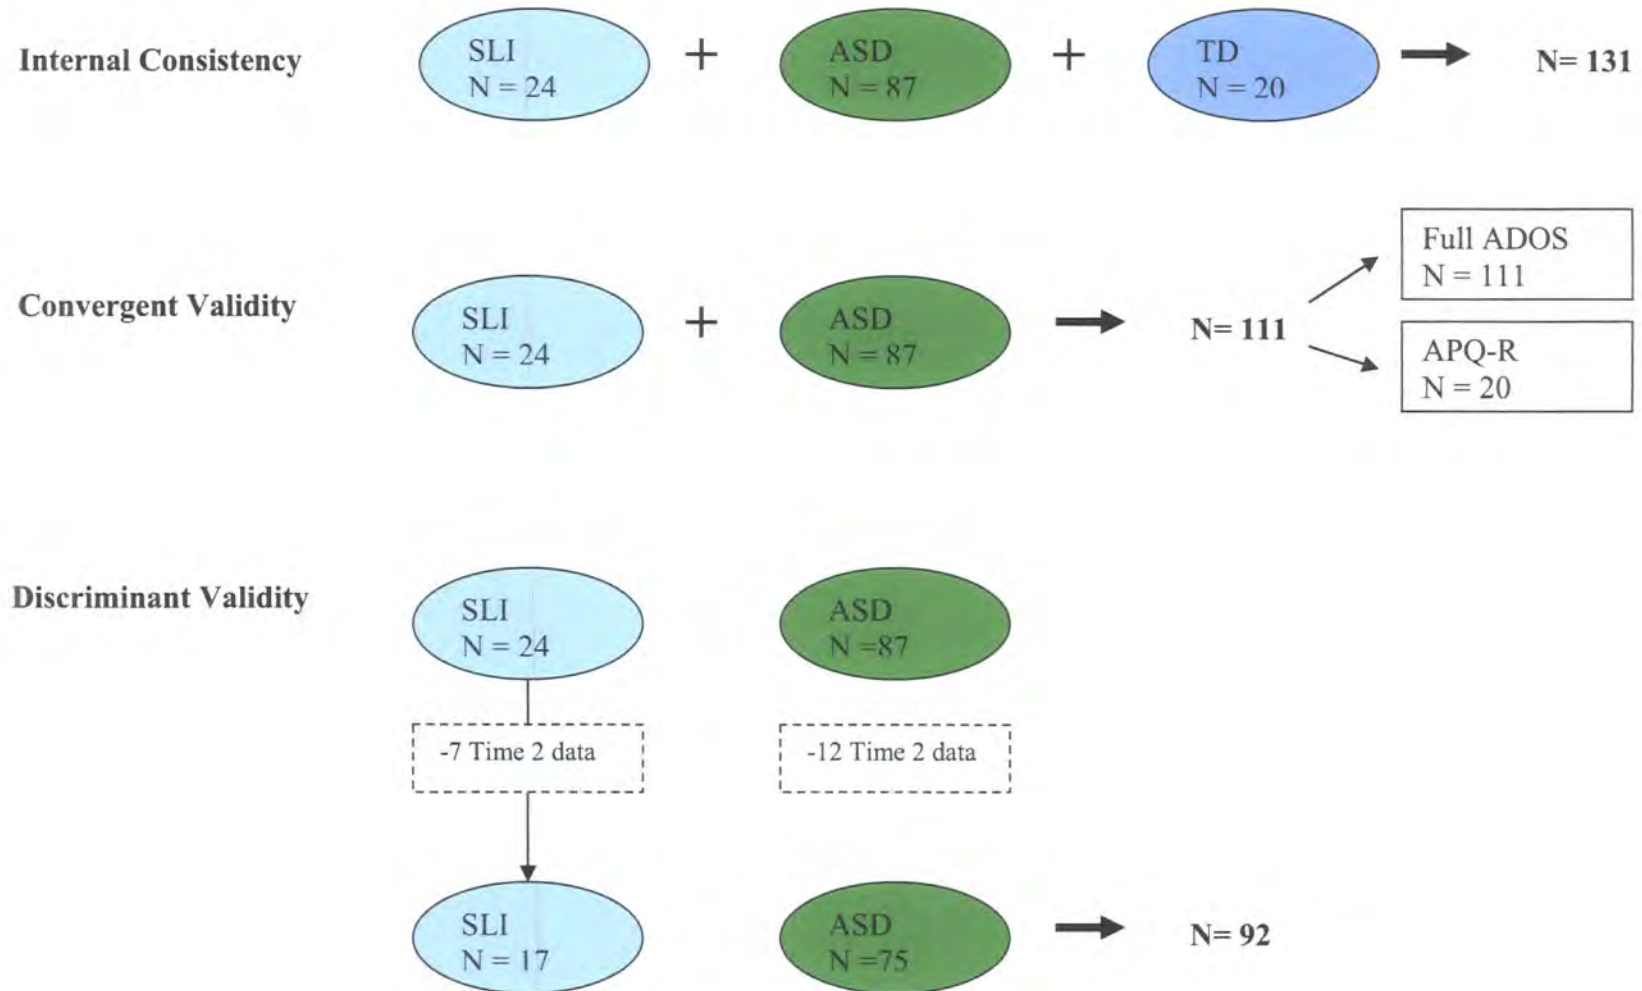 Internal Consistency
SLI
N = 24
+
ASD
N = 87
+
TD
N = 20
N= 131
Convergent Validity
SLI
N = 24
+
ASD
N = 87
N= 111
Full ADOS
N = 111
APQ-R
N = 20
Discriminant Validity
SLI
N = 24
ASD
N =87
-7 Time 2 data
-12 Time 2 data
SLI
N = 17
ASD
N =75
N= 92